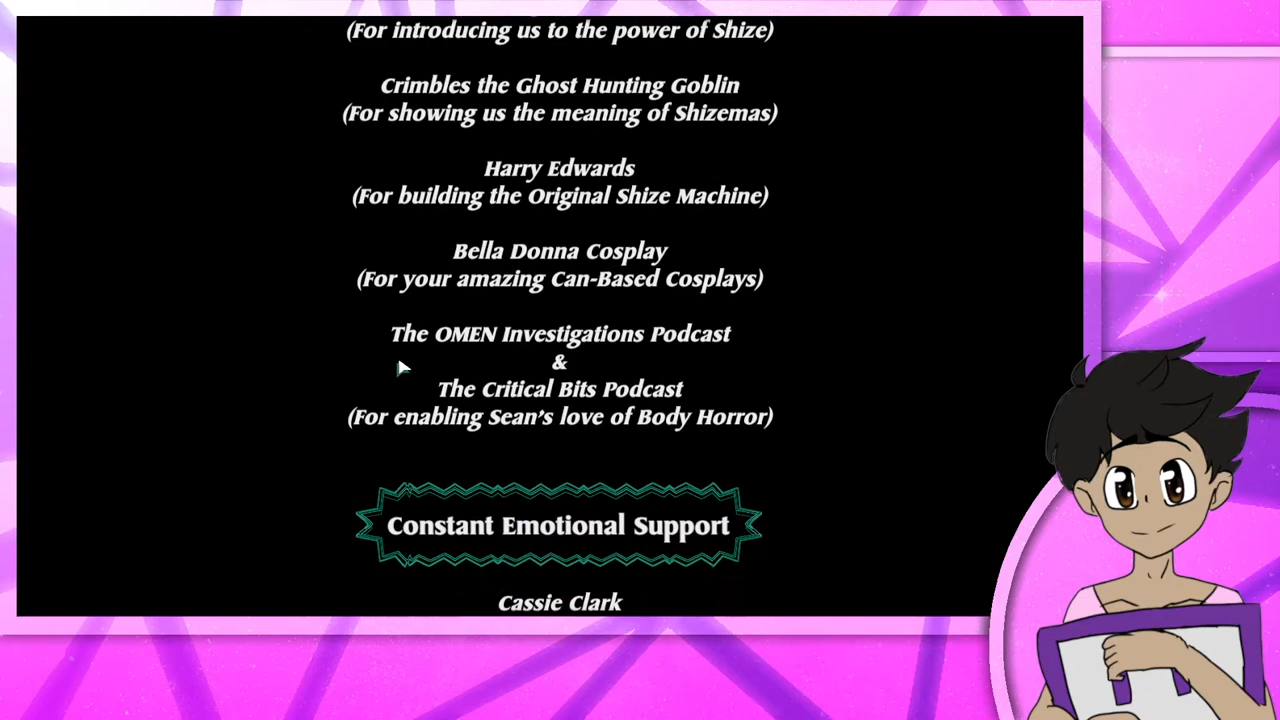 (For introducing us to the power of Shize)
Crimbles the Ghost Hunting Goblin
(For showing us the meaning of Shizemas)
Harry Edwards
(For building the Original Shize Machine)
Bella Donna Cosplay
(For your amazing Can-Based Cosplays)
The OMEN Investigations Podcast
&
The Critical Bits Podcast
(For enabling Sean's love of Body Horror)
Constant Emotional Support
Cassie Clark